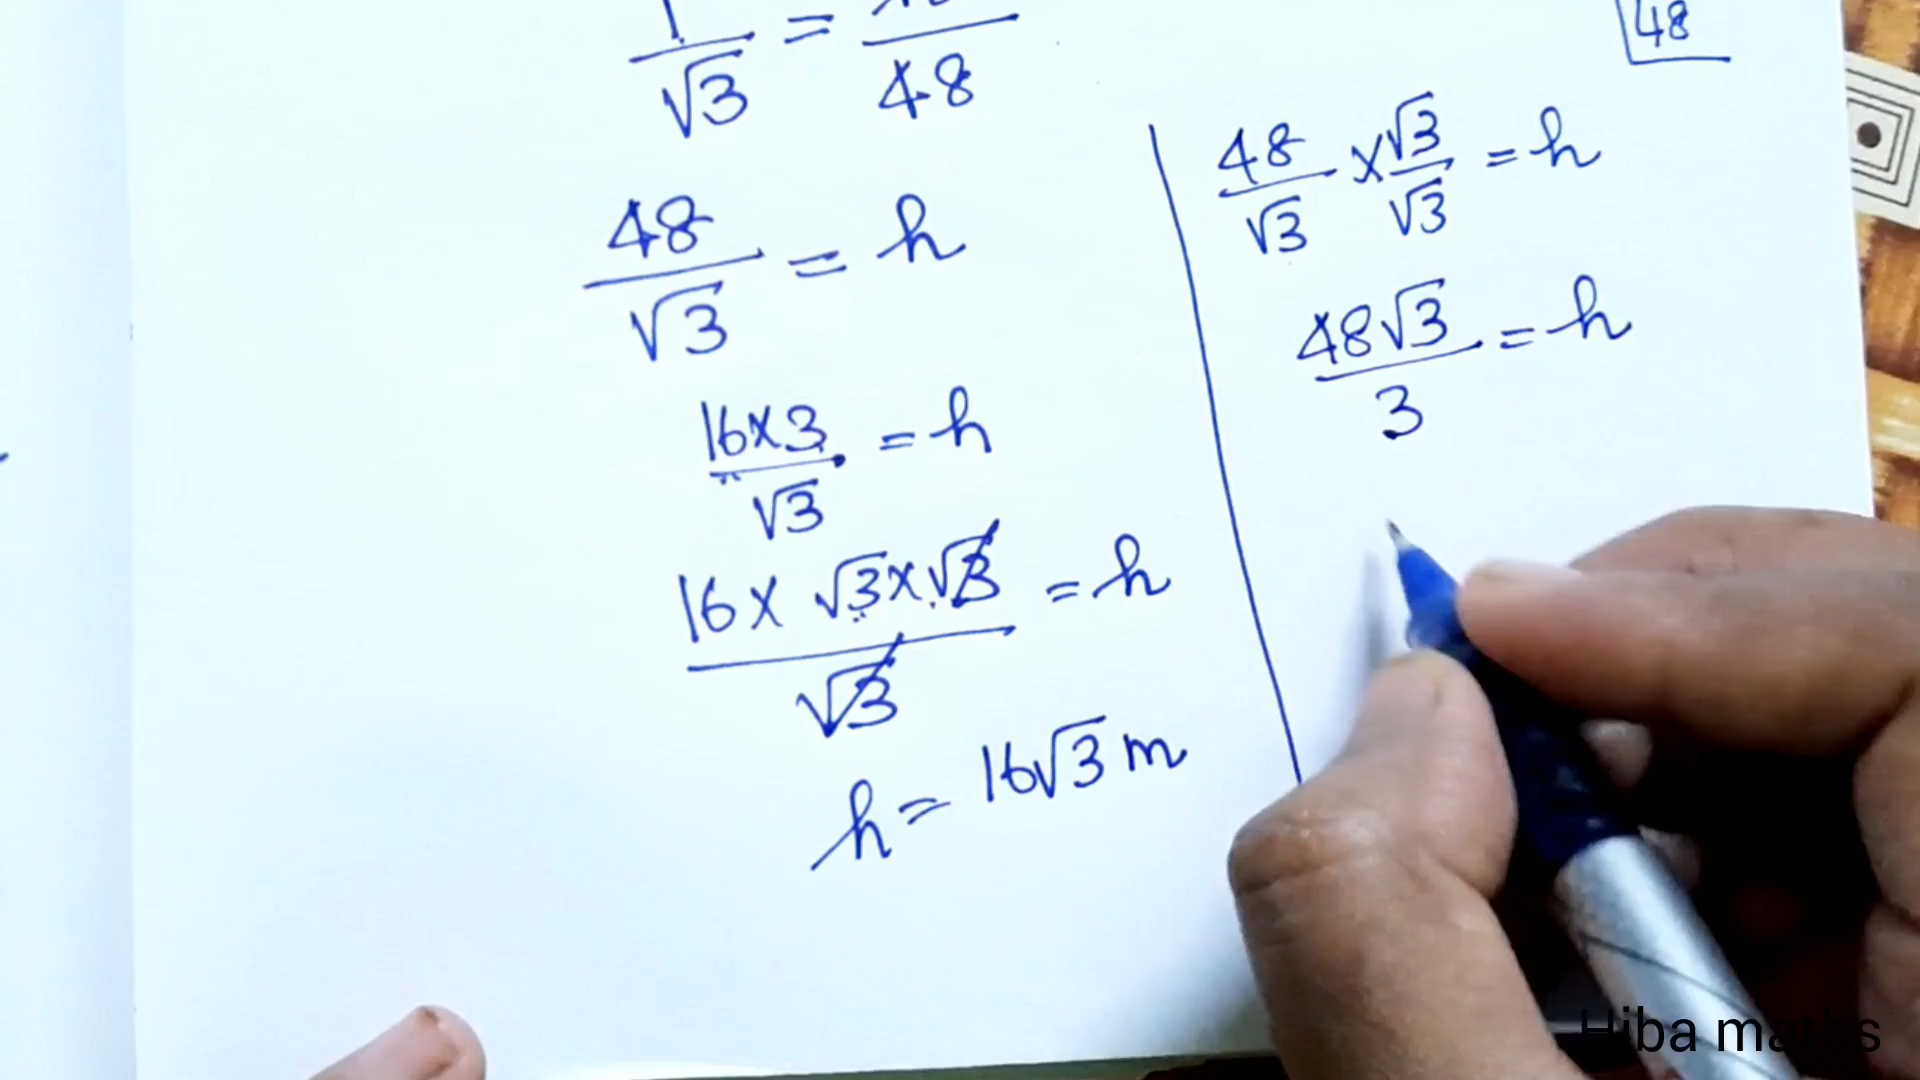 1/√3 = /48
48/√3 = h
16×3/√3 = h
16 × √3 × √3/√3 = h
h = 16√3 m
48
48/√3 × √3/√3 = h
48√3/3 = h
Hiba maths